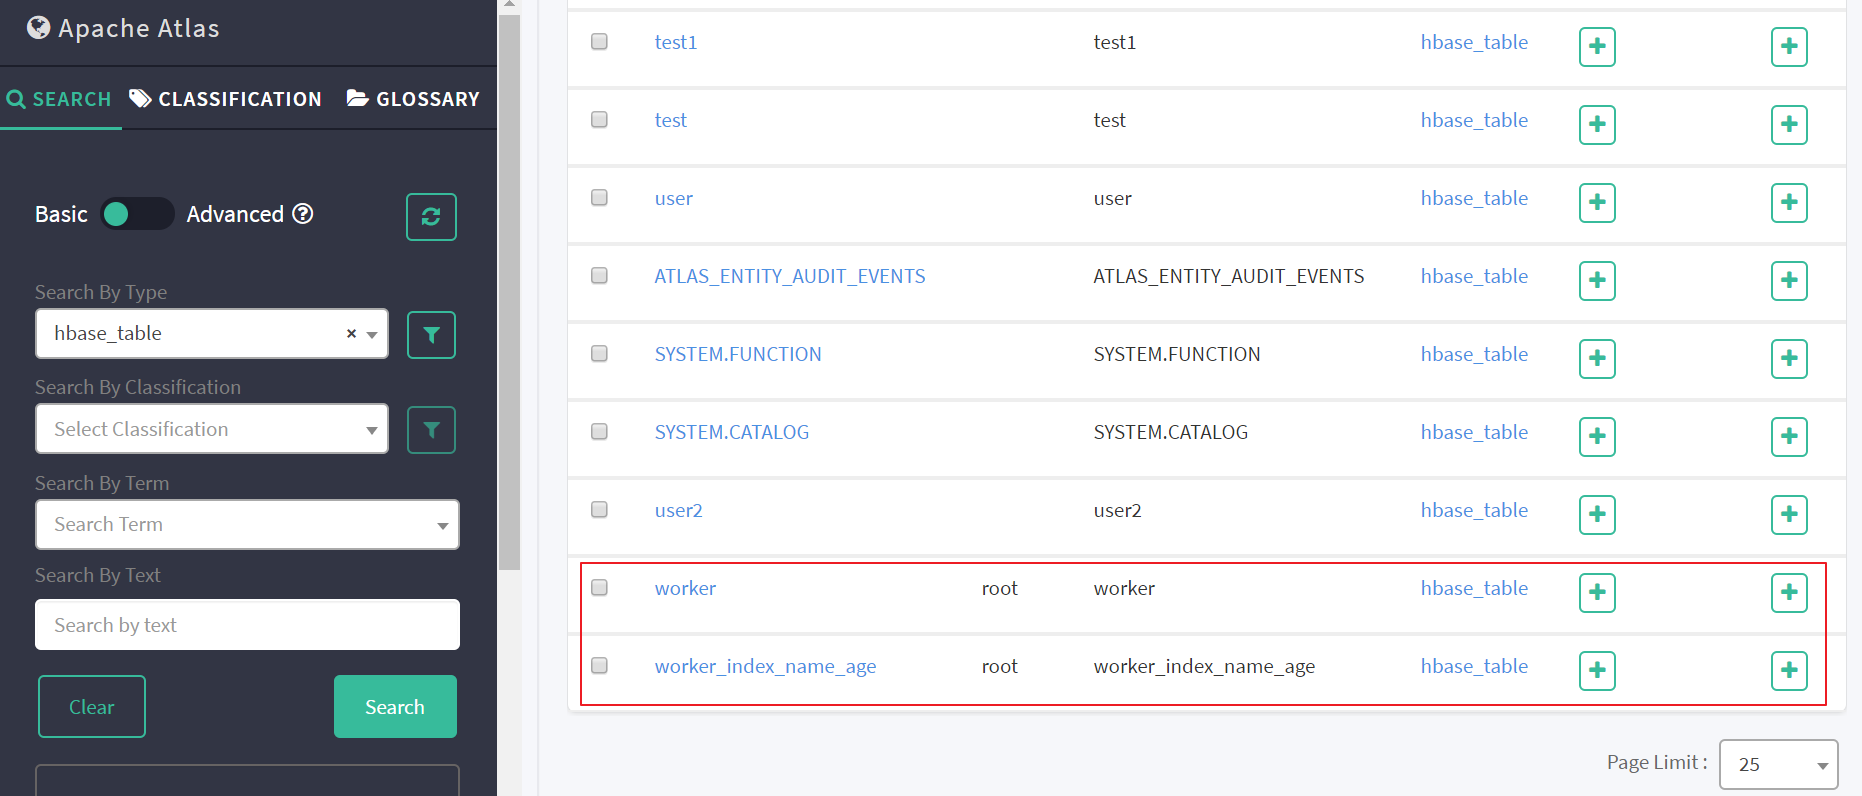 Apache Atlas
SEARCH CLASSIFICATION GLOSSARY
Basic Advanced
Search By Type
hbase_table × 
Search By Classification
Select Classification
Search By Term
Search Term
Search By Text
Search by text
Clear Search
test1 test1 hbase_table
test test hbase_table
user user hbase_table
ATLAS_ENTITY_AUDIT_EVENTS ATLAS_ENTITY_AUDIT_EVENTS hbase_table
SYSTEM.FUNCTION SYSTEM.FUNCTION hbase_table
SYSTEM.CATALOG SYSTEM.CATALOG hbase_table
user2 user2 hbase_table
worker root worker hbase_table
worker_index_name_age root worker_index_name_age hbase_table
Page Limit : 25